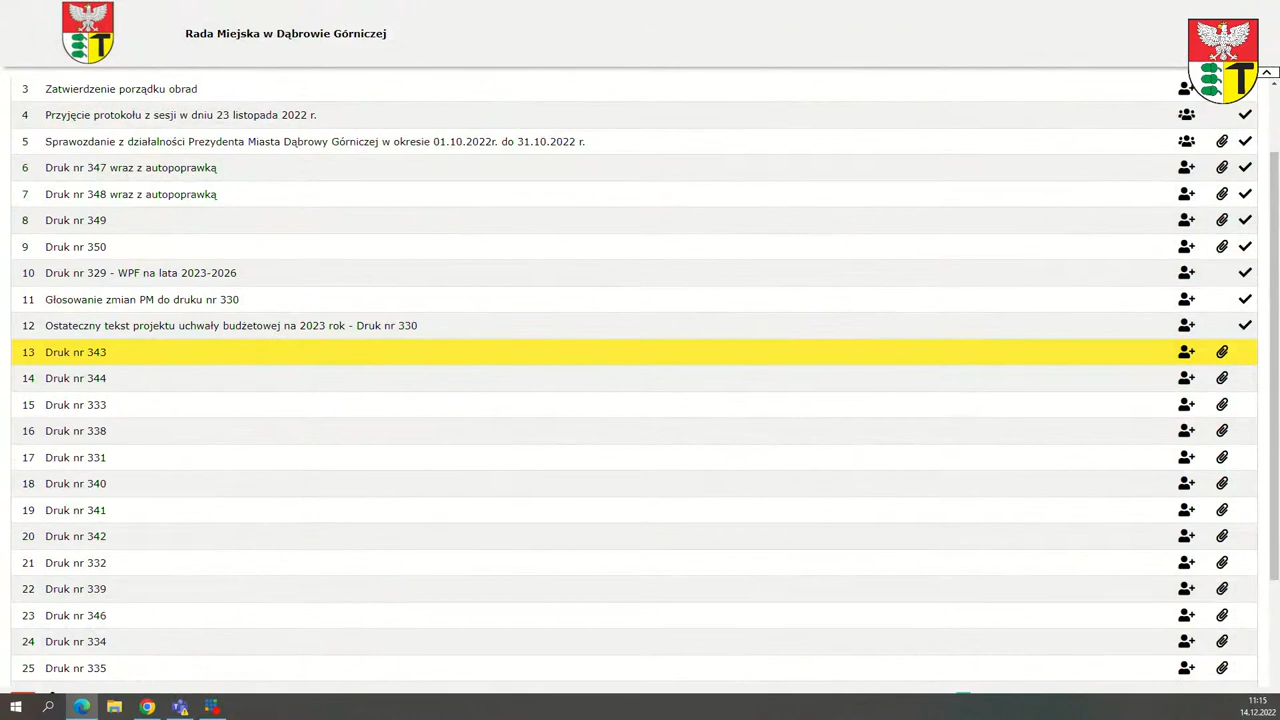 Rada Miejska w Dąbrowie Górniczej
3 Zatwierdzenie porządku obrad
4 Przyjęcie protokołu z sesji w dniu 23 listopada 2022 r.
5 Sprawozdanie z działalności Prezydenta Miasta Dąbrowy Górniczej w okresie 01.10.2022r. do 31.10.2022 r.
6 Druk nr 347 wraz z autopoprawką
7 Druk nr 348 wraz z autopoprawką
8 Druk nr 349
9 Druk nr 350
10 Druk nr 329 - WPF na lata 2023-2026
11 Głosowanie zmian PM do druku nr 330
12 Ostateczny tekst projektu uchwały budżetowej na 2023 rok - Druk nr 330
13 Druk nr 343
14 Druk nr 344
15 Druk nr 333
16 Druk nr 338
17 Druk nr 331
18 Druk nr 340
19 Druk nr 341
20 Druk nr 342
21 Druk nr 332
22 Druk nr 339
23 Druk nr 346
24 Druk nr 334
25 Druk nr 335
11:15
14.12.2022